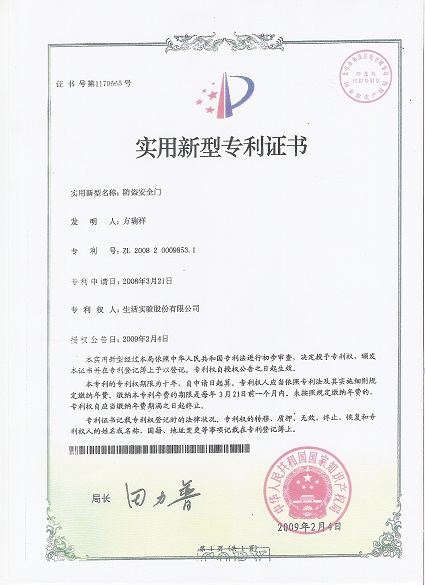 证 书 号第1170665号
实用新型专利证书
实用新型名称：防盗安全门
发 明 人：方瑞祥
专 利 号：ZL 2008 2 0009853.1
专利申请日：2008年3月21日
专 利 权 人：生活实验股份有限公司
授权公告日：2009年2月4日
本实用新型经过本局依照中华人民共和国专利法进行初步审查，决定授予专利权，颁发
本证书并在专利登记簿上予以登记。专利权自授权公告之日起生效。
本专利的专利权期限为十年，自申请日起算。专利权人应当依照专利法及其实施细则规
定缴纳年费。缴纳本专利年费的期限是每年3月21日前一个月内。未按照规定缴纳年费的，
专利权自应当缴纳年费期满之日起终止。
专利证书记载专利权登记时的法律状况。专利权的转移、质押、无效、终止、恢复和专
利权人的姓名或名称、国籍、地址变更等事项记载在专利登记簿上。
局长 田力普
中华人民共和国国家知识产权局
2009年2月4日
第 1 页（共 1 页）